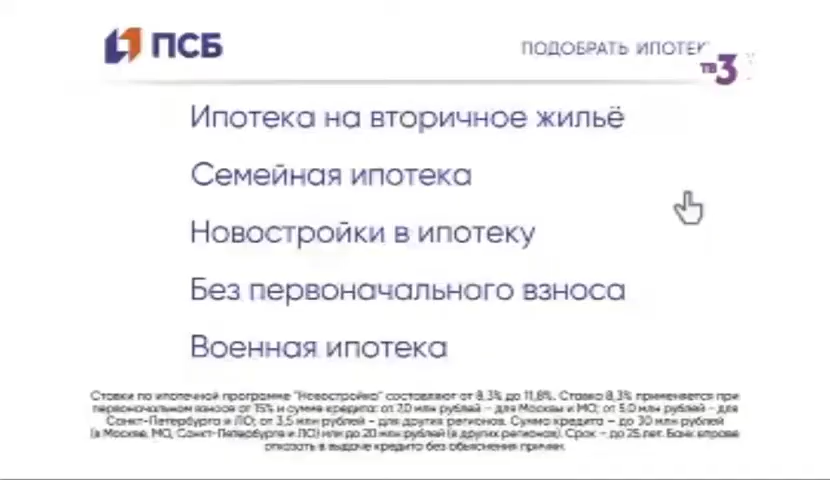 ПСБ
ПОДОБРАТЬ ИПОТЕК
ТВ3
Ипотека на вторичное жильё
Семейная ипотека
Новостройки в ипотеку
Без первоначального взноса
Военная ипотека
Ставки по ипотечной программе "Новостройка" составляют от 8,3% до 11,8%. Ставка 8,3% применяется при
первоначальном взносе от 15% и сумме кредита: от 7,0 млн рублей – для Москвы и МО; от 5,0 млн рублей – для
Санкт-Петербурга и ЛО; от 3,5 млн рублей – для других регионов. Сумма кредита – до 30 млн рублей
(в Москве, МО, Санкт-Петербурге и ЛО) или до 20 млн рублей (в других регионах). Срок – до 25 лет. Банк вправе
отказать в выдаче кредита без объяснения причин.